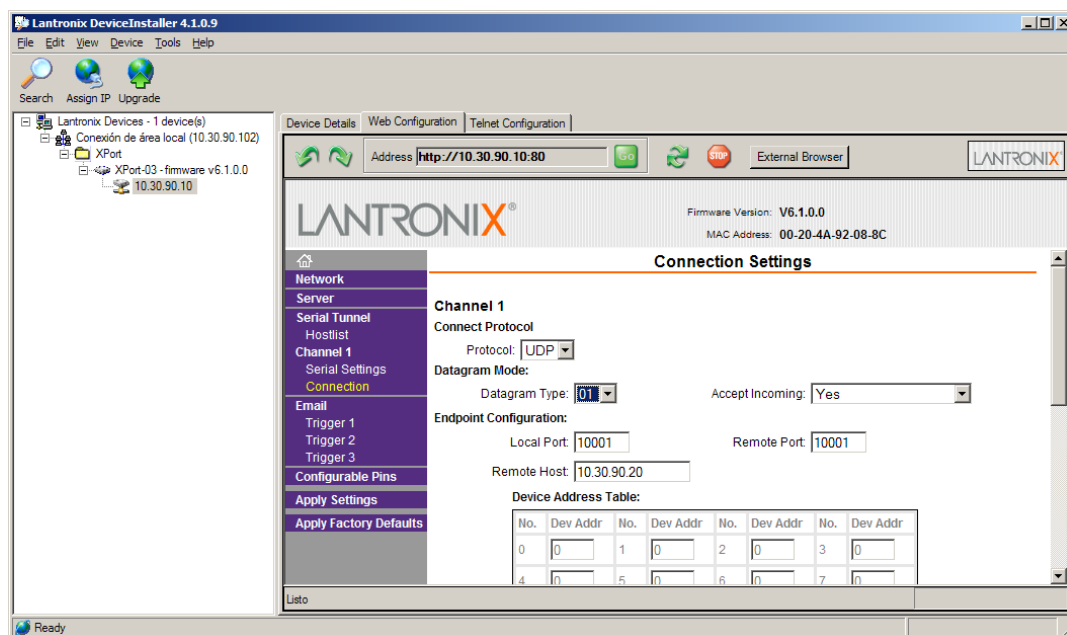 Lantronix DeviceInstaller 4.1.0.9
File Edit View Device Tools Help
Search Assign IP Upgrade
Lantronix Devices - 1 device(s)
Conexión de área local (10.30.90.102)
XPort
XPort-03 - firmware v6.1.0.0
10.30.90.10
Device Details Web Configuration Telnet Configuration
Address http://10.30.90.10:80 Go STOP External Browser LANTRONIX
LANTRONIX®
Firmware Version: V6.1.0.0
MAC Address: 00-20-4A-92-08-8C
Network
Server
Serial Tunnel
Hostlist
Channel 1
Serial Settings
Connection
Email
Trigger 1
Trigger 2
Trigger 3
Configurable Pins
Apply Settings
Apply Factory Defaults
Connection Settings
Channel 1
Connect Protocol
Protocol: UDP
Datagram Mode:
Datagram Type: 01 Accept Incoming: Yes
Endpoint Configuration:
Local Port: 10001 Remote Port: 10001
Remote Host: 10.30.90.20
Device Address Table:
No. Dev Addr No. Dev Addr No. Dev Addr No. Dev Addr
0 0 1 0 2 0 3 0
4 0 5 0 6 0 7 0
Listo
Ready